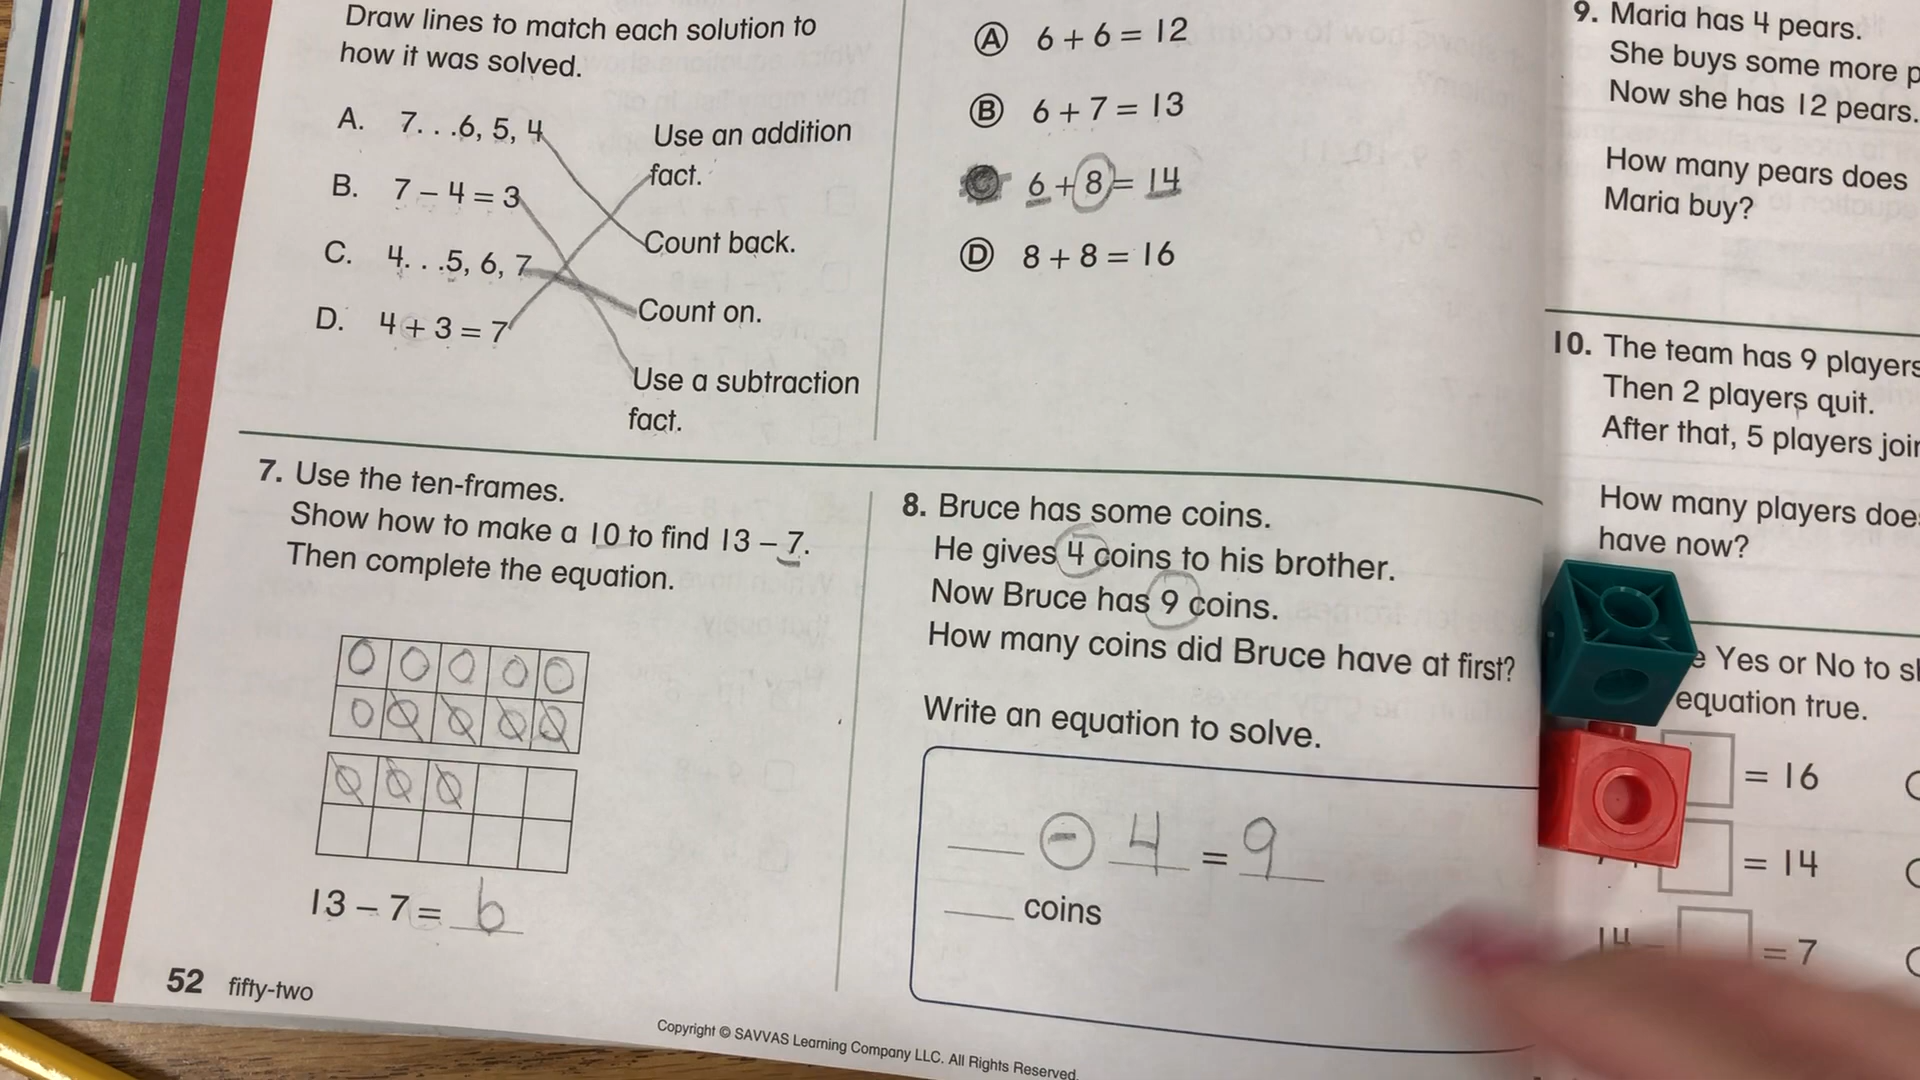 Draw lines to match each solution to
how it was solved.
A. 7. . .6, 5, 4
B. 7 – 4 = 3
C. 4. . .5, 6, 7
D. 4 + 3 = 7
Use an addition
fact.
Count back.
Count on.
Use a subtraction
fact.
A 6 + 6 = 12
B 6 + 7 = 13
6 + 8 = 14
D 8 + 8 = 16
7. Use the ten-frames.
Show how to make a 10 to find 13 – 7.
Then complete the equation.
13 – 7 = 6
8. Bruce has some coins.
He gives 4 coins to his brother.
Now Bruce has 9 coins.
How many coins did Bruce have at first?
Write an equation to solve.
– 4 = 9
coins
52 fifty-two
Copyright © SAVVAS Learning Company LLC. All Rights Reserved.
9. Maria has 4 pears.
She buys some more
Now she has 12 pears.
How many pears does
Maria buy?
10. The team has 9 players
Then 2 players quit.
After that, 5 players
How many players
have now?
Yes or No to
equation true.
= 16
= 14
14 – = 7